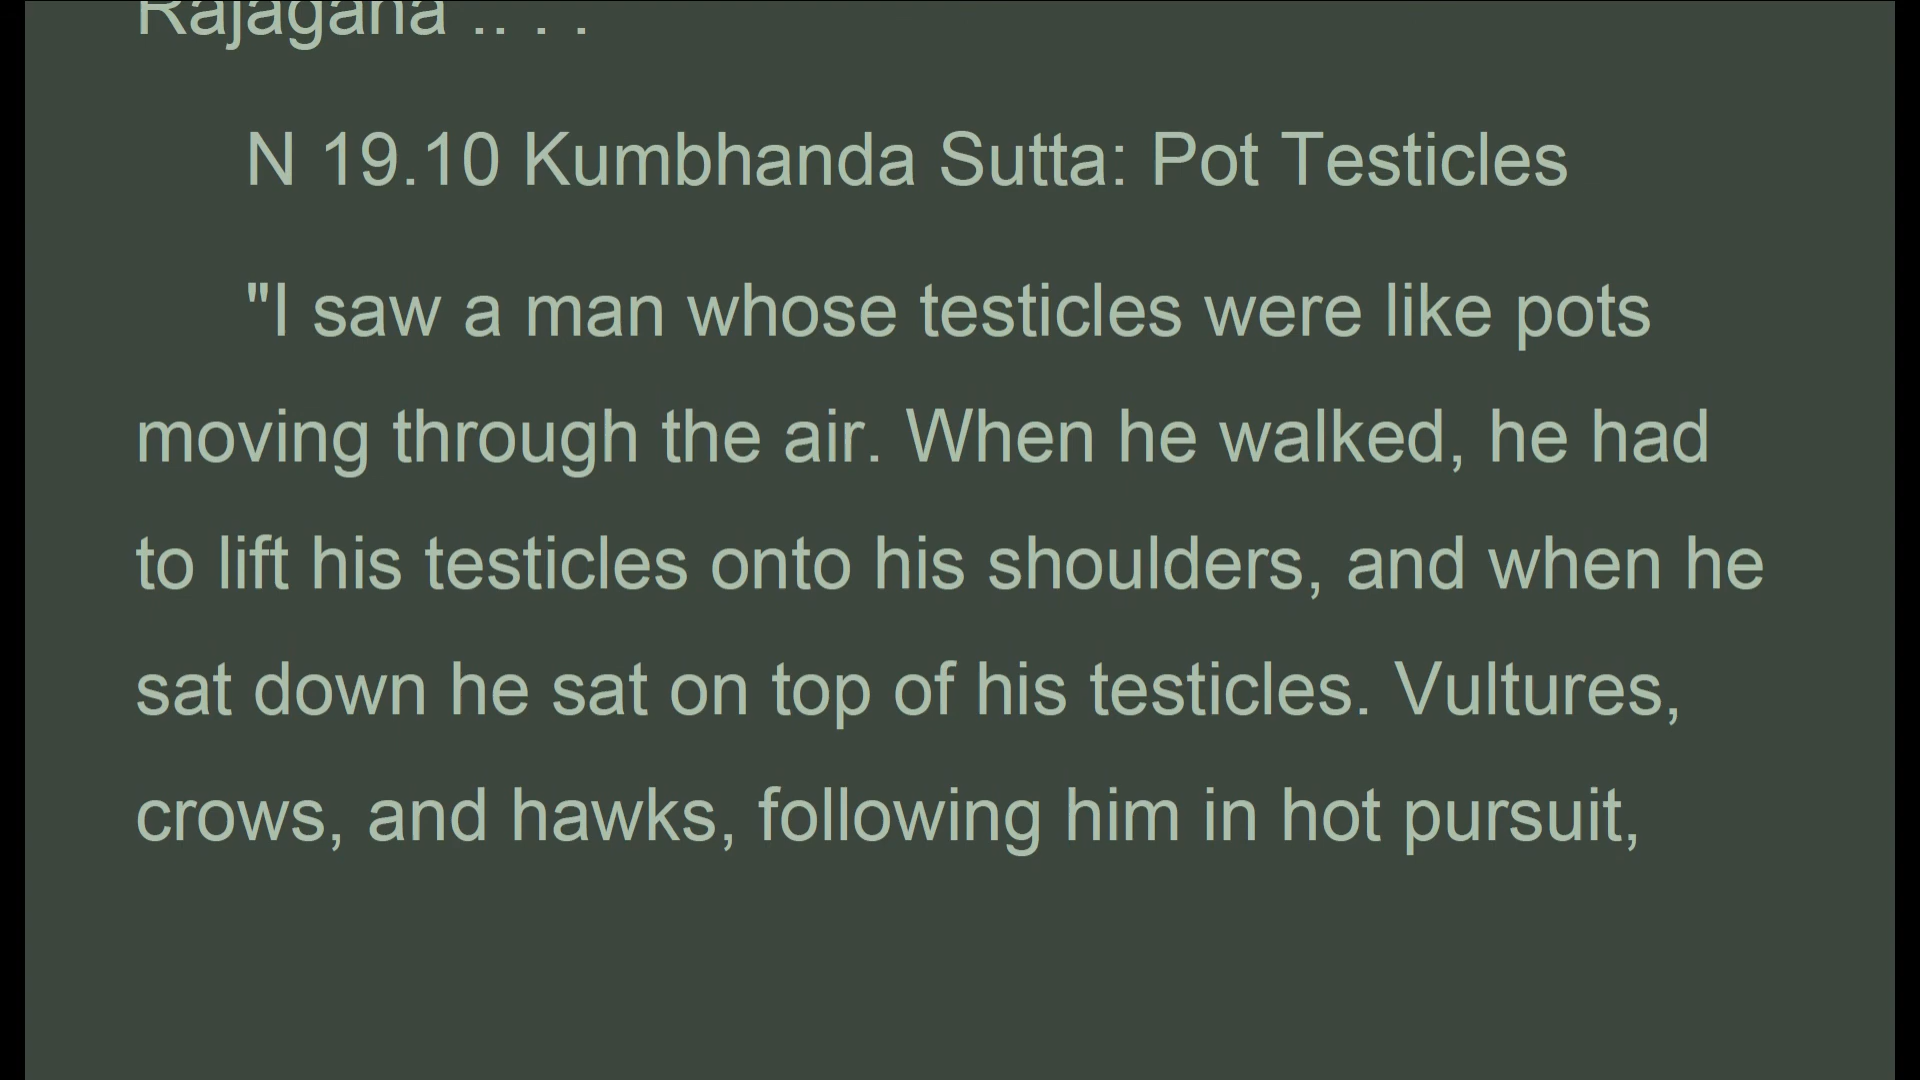 Rajagaha .. . .
N 19.10 Kumbhanda Sutta: Pot Testicles
"I saw a man whose testicles were like pots
moving through the air. When he walked, he had
to lift his testicles onto his shoulders, and when he
sat down he sat on top of his testicles. Vultures,
crows, and hawks, following him in hot pursuit,